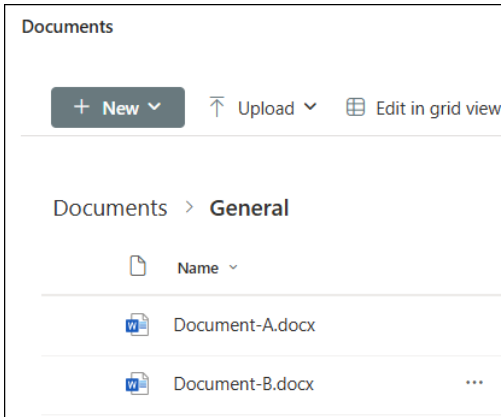 Documents
+ New Upload Edit in grid view
Documents > General
Name
Document-A.docx
Document-B.docx ...